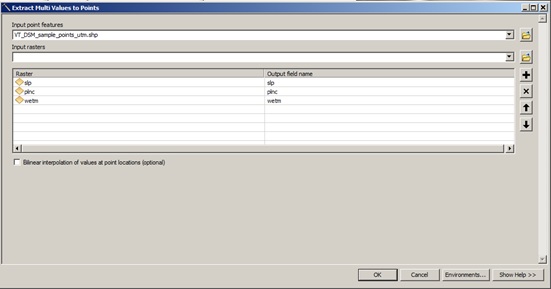 Extract Multi Values to Points
Input point features
VT_DSM_sample_points_utm.shp
Input rasters
Raster Output field name
slp slp
plnc plnc
wetm wetm
Bilinear interpolation of values at point locations (optional)
OK Cancel Environments... Show Help >>